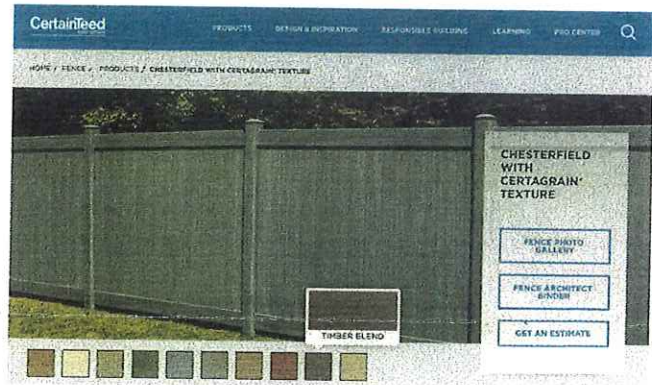 CertainTeed
PRODUCTS DESIGN & INSPIRATION RESPONSIBLE BUILDING LEARNING PRO CENTER
HOME / FENCE / PRODUCTS / CHESTERFIELD WITH CERTAGRAIN® TEXTURE
CHESTERFIELD
WITH
CERTAGRAIN®
TEXTURE
FENCE PHOTO
GALLERY
FENCE ARCHITECT
BINDER
GET AN ESTIMATE
TIMBER BLEND